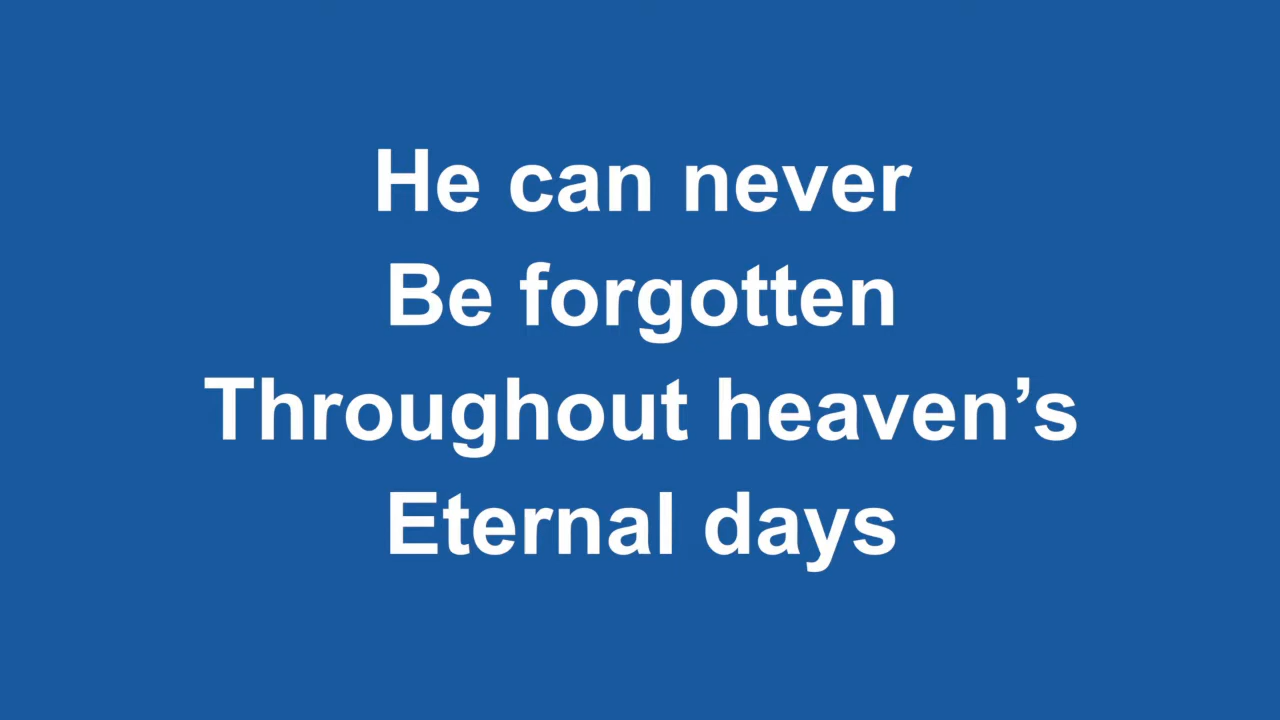 He can never
Be forgotten
Throughout heaven’s
Eternal days